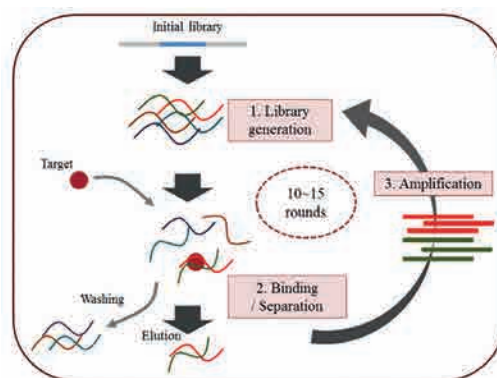 Initial library
1. Library
generation
Target
3. Amplification
10~15
rounds
2. Binding
/ Separation
Washing
Elution